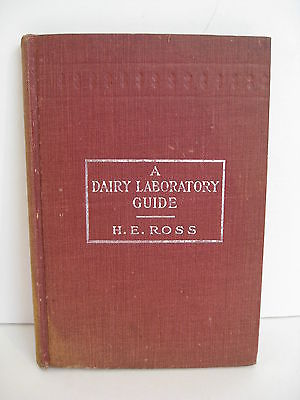 A
DAIRY LABORATORY
GUIDE
H. E. ROSS